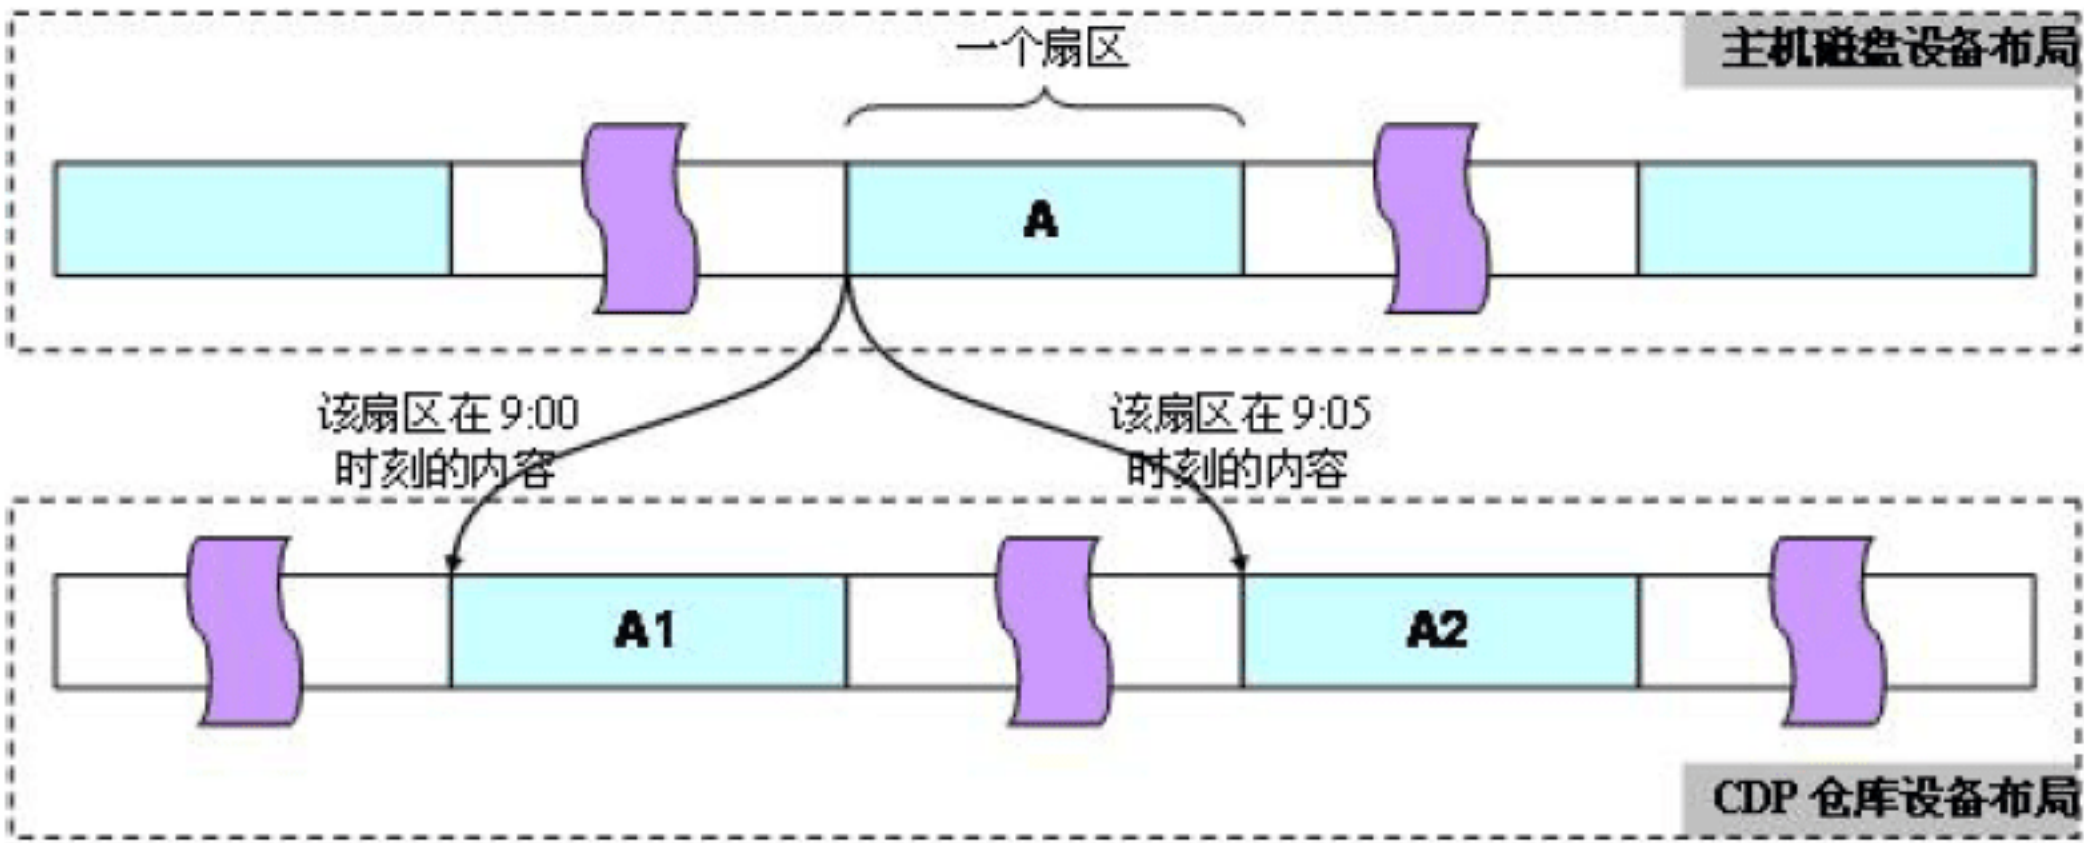 一个扇区
主机磁盘设备布局
A
该扇区在 9:00
时刻的内容
该扇区在 9:05
时刻的内容
A1
A2
CDP 仓库设备布局